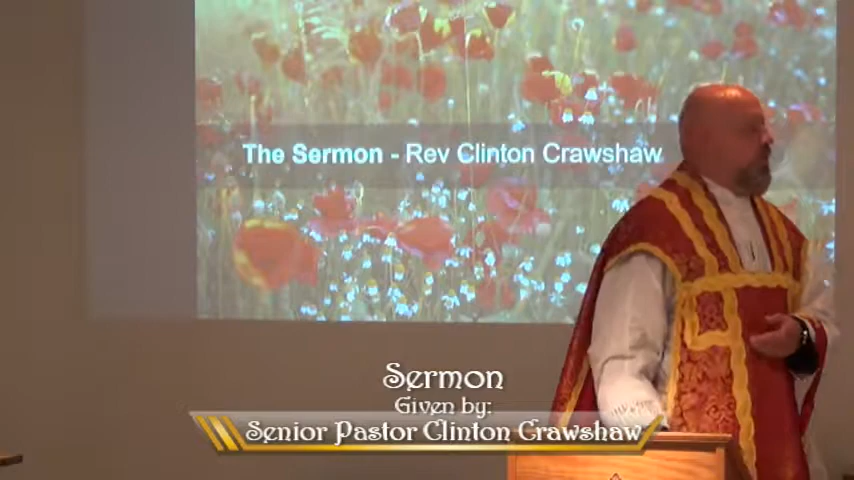 The Sermon - Rev Clinton Crawshaw
Sermon
Given by:
Senior Pastor Clinton Crawshaw